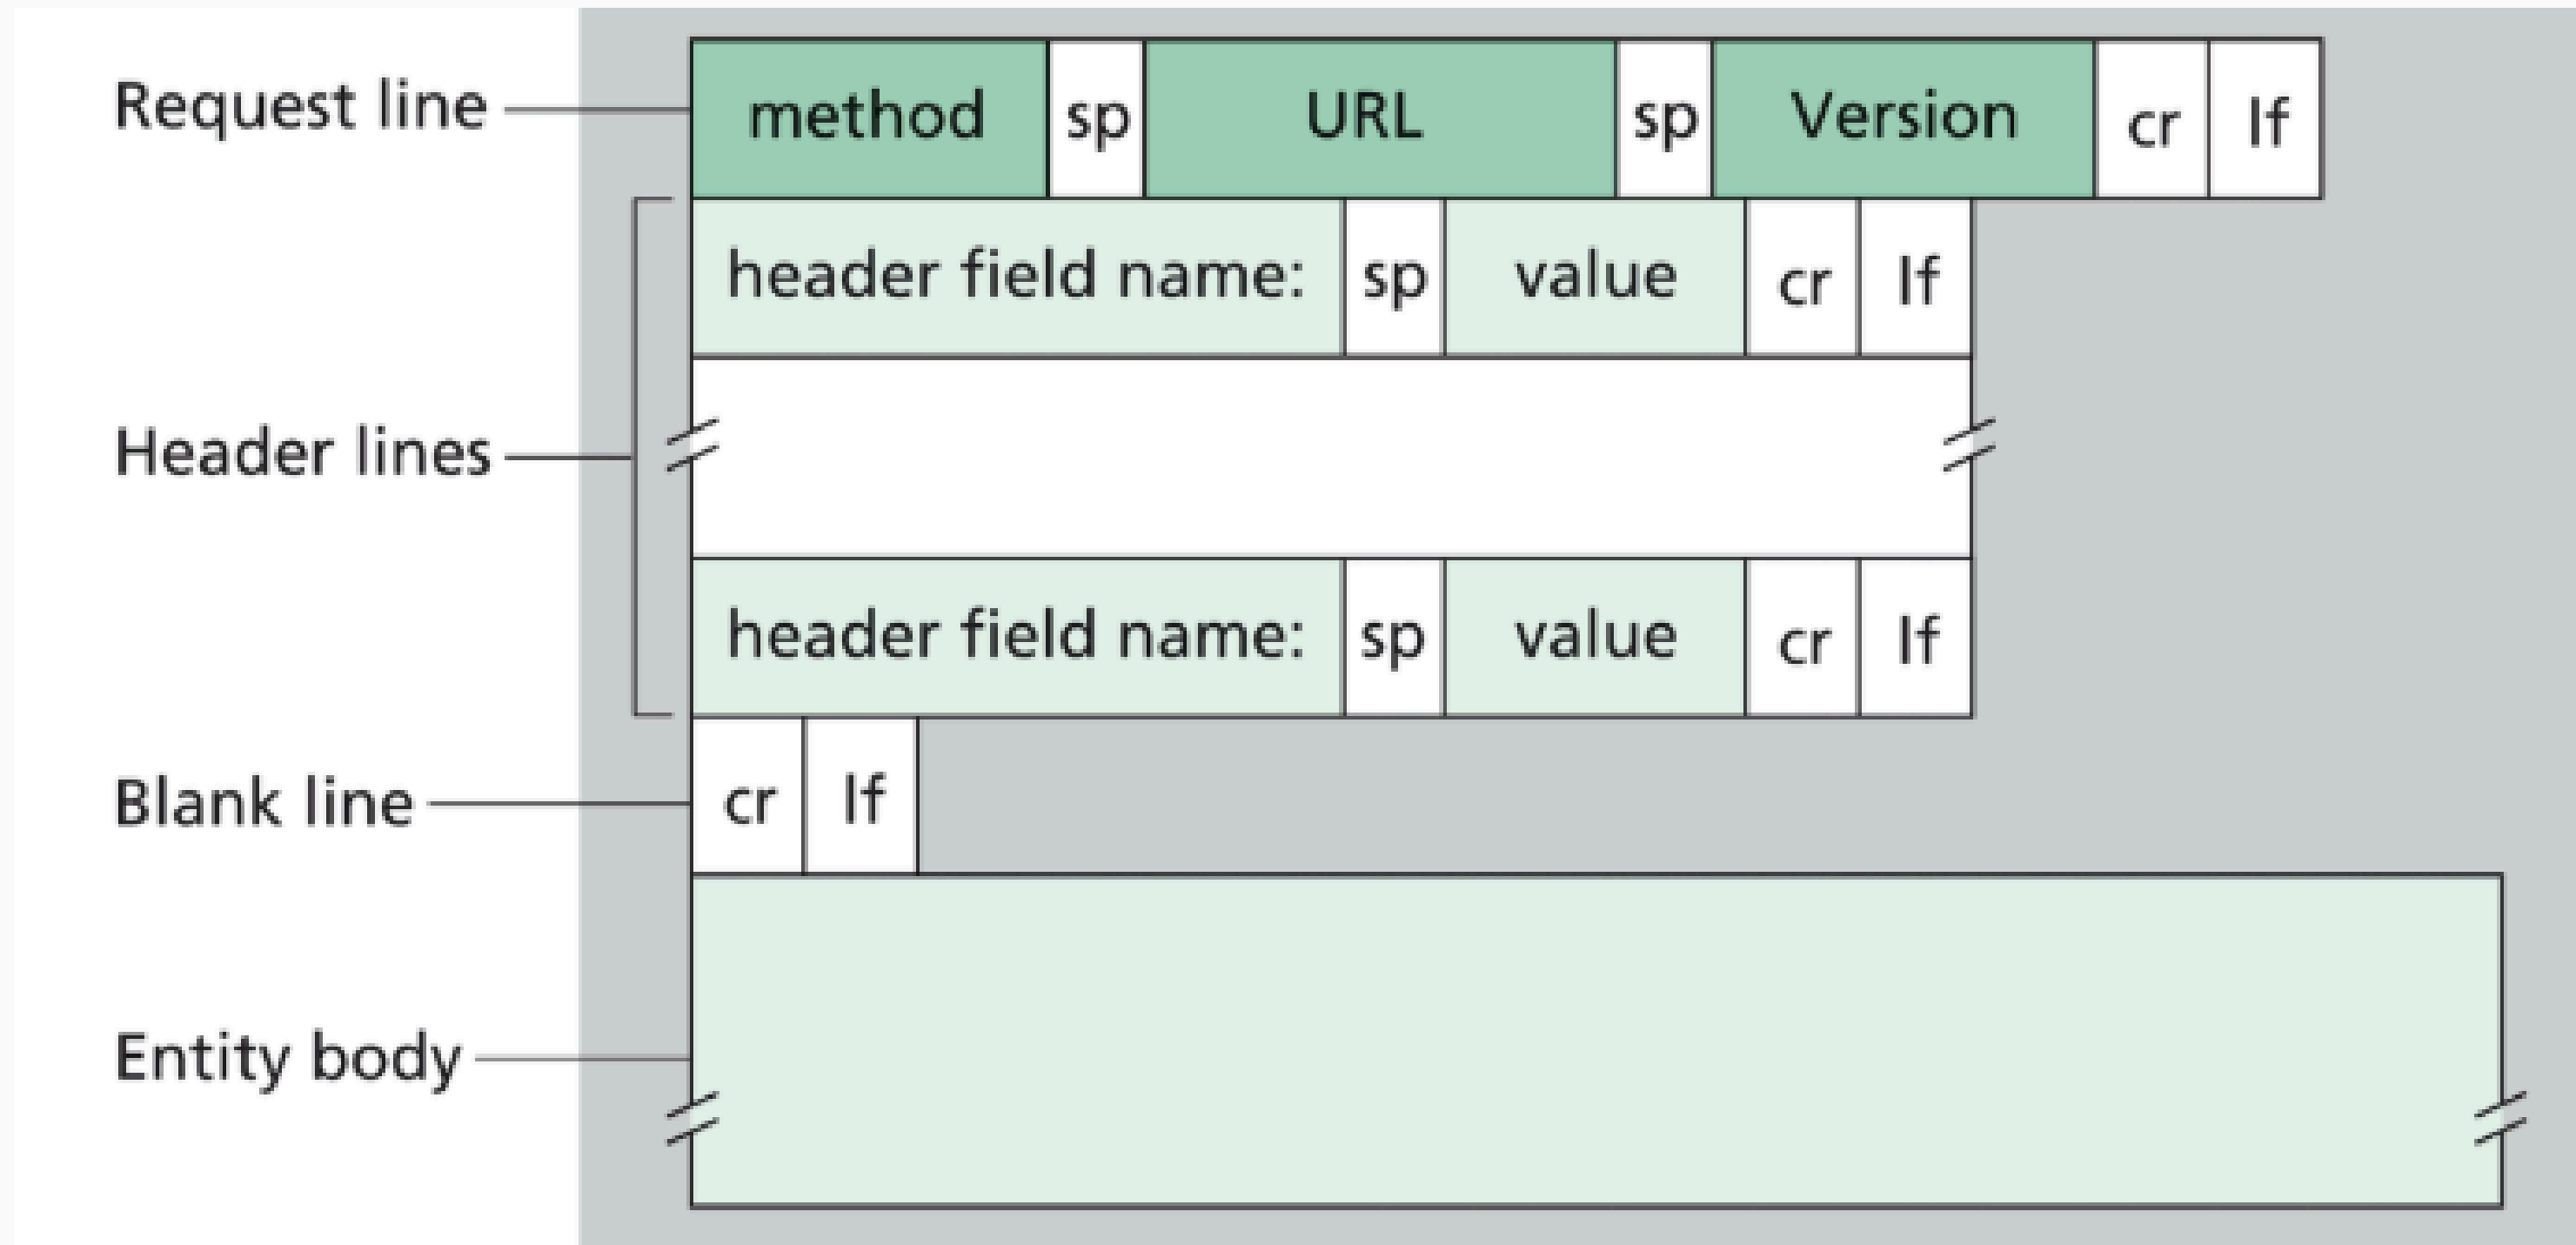 Request line method sp URL sp Version cr lf
header field name: sp value cr lf
Header lines
header field name: sp value cr lf
Blank line cr lf
Entity body